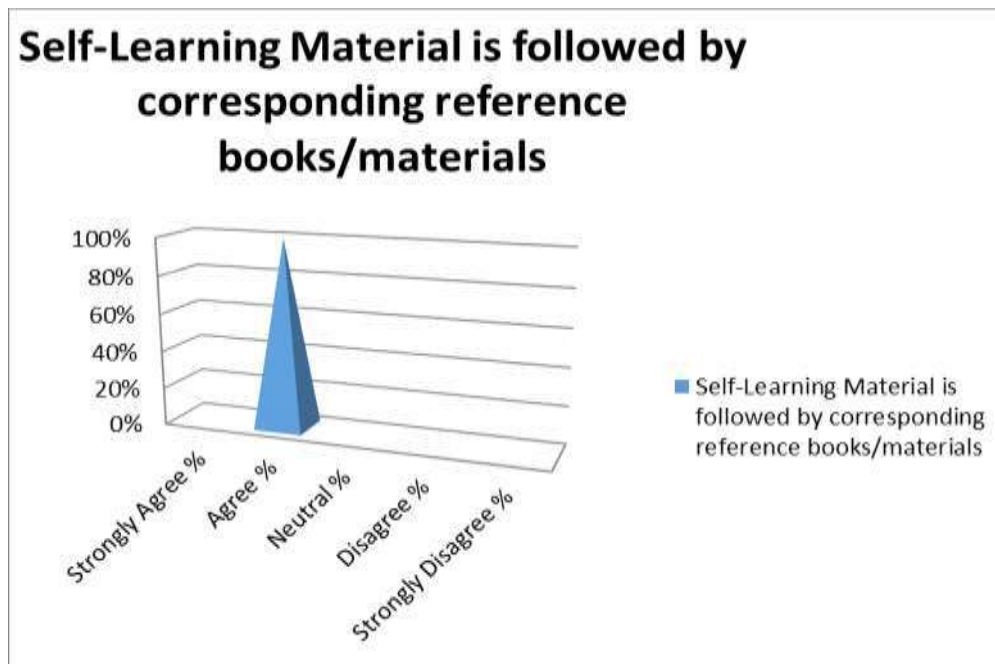 Self-Learning Material is followed by
corresponding reference
books/materials
100%
80%
60%
40%
20%
0%
Strongly Agree %
Agree %
Neutral %
Disagree %
Strongly Disagree %
Self-Learning Material is
followed by corresponding
reference books/materials